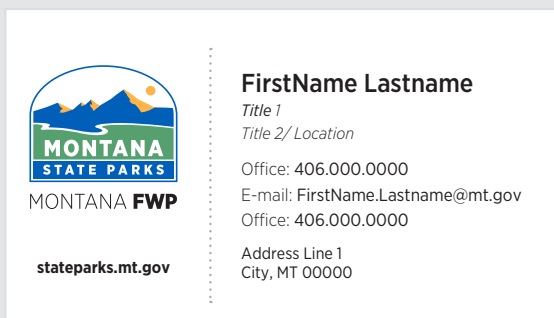 MONTANA
STATE PARKS
MONTANA FWP
stateparks.mt.gov
FirstName Lastname
Title 1
Title 2/ Location
Office: 406.000.0000
E-mail: FirstName.Lastname@mt.gov
Office: 406.000.0000
Address Line 1
City, MT 00000